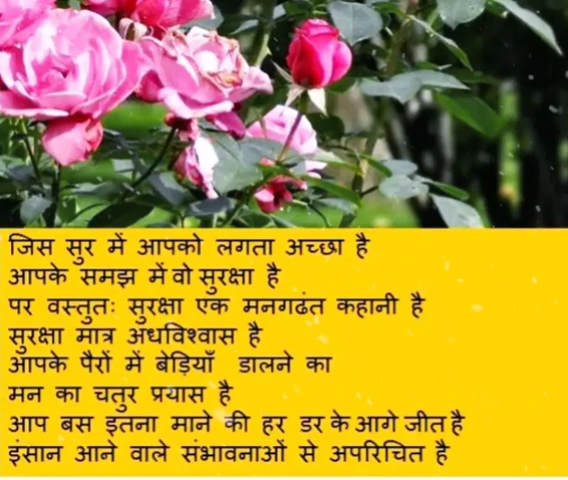 जिस सुर में आपको लगता अच्छा है
आपके समझ में वो सुरक्षा है
पर वस्तुतः सुरक्षा एक मनगढंत कहानी है
सुरक्षा मात्र अंधविश्वास है
आपके पैरों में बेड़ियाँ डालने का
मन का चतुर प्रयास है
आप बस इतना माने की हर डर के आगे जीत है
इंसान आने वाले संभावनाओं से अपरिचित है